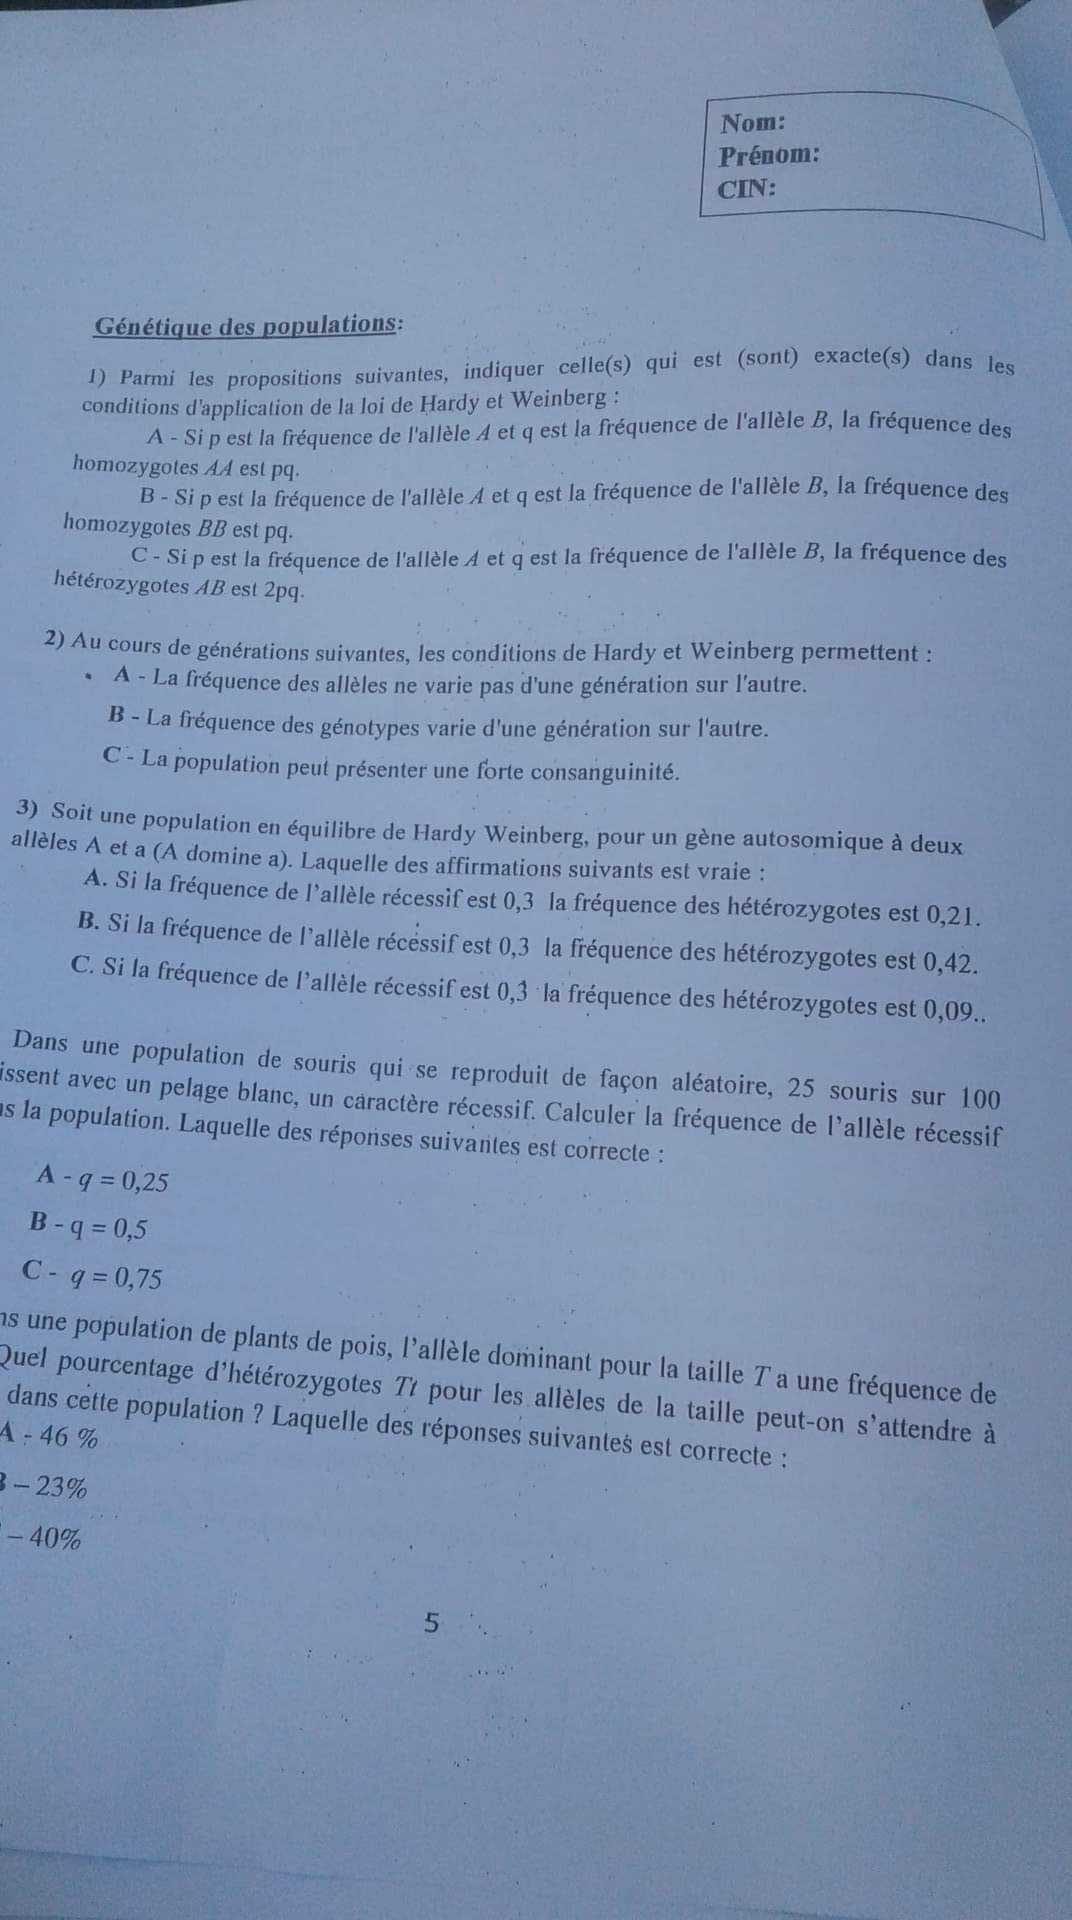 Nom:
Prénom:
CIN:
Génétique des populations:
1) Parmi les propositions suivantes, indiquer celle(s) qui est (sont) exacte(s) dans les
conditions d'application de la loi de Hardy et Weinberg :
A - Si p est la fréquence de l'allèle A et q est la fréquence de l'allèle B, la fréquence des
homozygotes AA est pq.
B - Si p est la fréquence de l'allèle A et q est la fréquence de l'allèle B, la fréquence des
homozygotes BB est pq.
C - Si p est la fréquence de l'allèle A et q est la fréquence de l'allèle B, la fréquence des
hétérozygotes AB est 2pq.
2) Au cours de générations suivantes, les conditions de Hardy et Weinberg permettent :
A - La fréquence des allèles ne varie pas d'une génération sur l'autre.
B - La fréquence des génotypes varie d'une génération sur l'autre.
C - La population peut présenter une forte consanguinité.
3) Soit une population en équilibre de Hardy Weinberg, pour un gène autosomique à deux
allèles A et a (A domine a). Laquelle des affirmations suivants est vraie :
A. Si la fréquence de l’allèle récessif est 0,3 la fréquence des hétérozygotes est 0,21.
B. Si la fréquence de l’allèle récessif est 0,3 la fréquence des hétérozygotes est 0,42.
C. Si la fréquence de l’allèle récessif est 0,3 la fréquence des hétérozygotes est 0,09..
Dans une population de souris qui se reproduit de façon aléatoire, 25 souris sur 100
issent avec un pelage blanc, un caractère récessif. Calculer la fréquence de l’allèle récessif
ns la population. Laquelle des réponses suivantes est correcte :
A - q = 0,25
B - q = 0,5
C - q = 0,75
ns une population de plants de pois, l’allèle dominant pour la taille T a une fréquence de
Quel pourcentage d’hétérozygotes Tt pour les allèles de la taille peut-on s’attendre à
dans cette population ? Laquelle des réponses suivantes est correcte :
A - 46 %
– 23%
– 40%
5